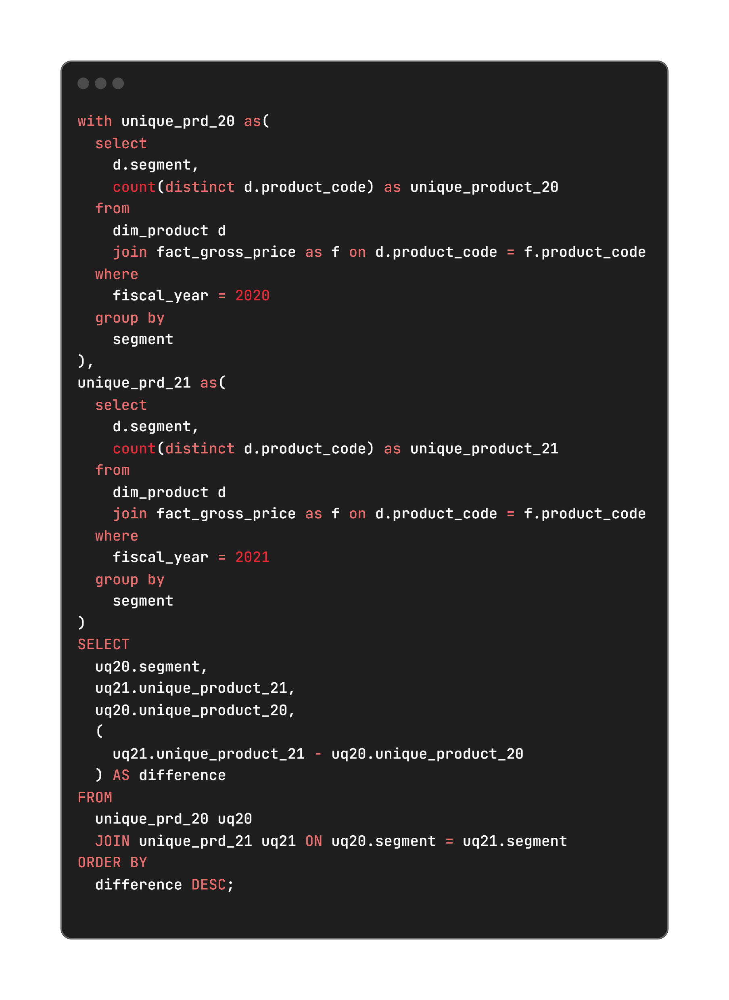 with unique_prd_20 as(
  select
    d.segment,
    count(distinct d.product_code) as unique_product_20
  from
    dim_product d
    join fact_gross_price as f on d.product_code = f.product_code
  where
    fiscal_year = 2020
  group by
    segment
),
unique_prd_21 as(
  select
    d.segment,
    count(distinct d.product_code) as unique_product_21
  from
    dim_product d
    join fact_gross_price as f on d.product_code = f.product_code
  where
    fiscal_year = 2021
  group by
    segment
)
SELECT
  uq20.segment,
  uq21.unique_product_21,
  uq20.unique_product_20,
  (
    uq21.unique_product_21 - uq20.unique_product_20
  ) AS difference
FROM
  unique_prd_20 uq20
  JOIN unique_prd_21 uq21 ON uq20.segment = uq21.segment
ORDER BY
  difference DESC;